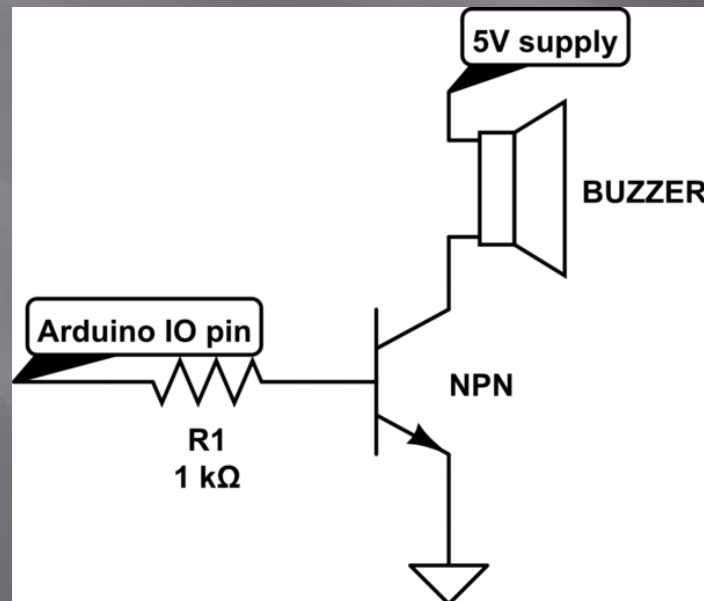 5V supply
BUZZER
Arduino IO pin
NPN
R1
1 kΩ